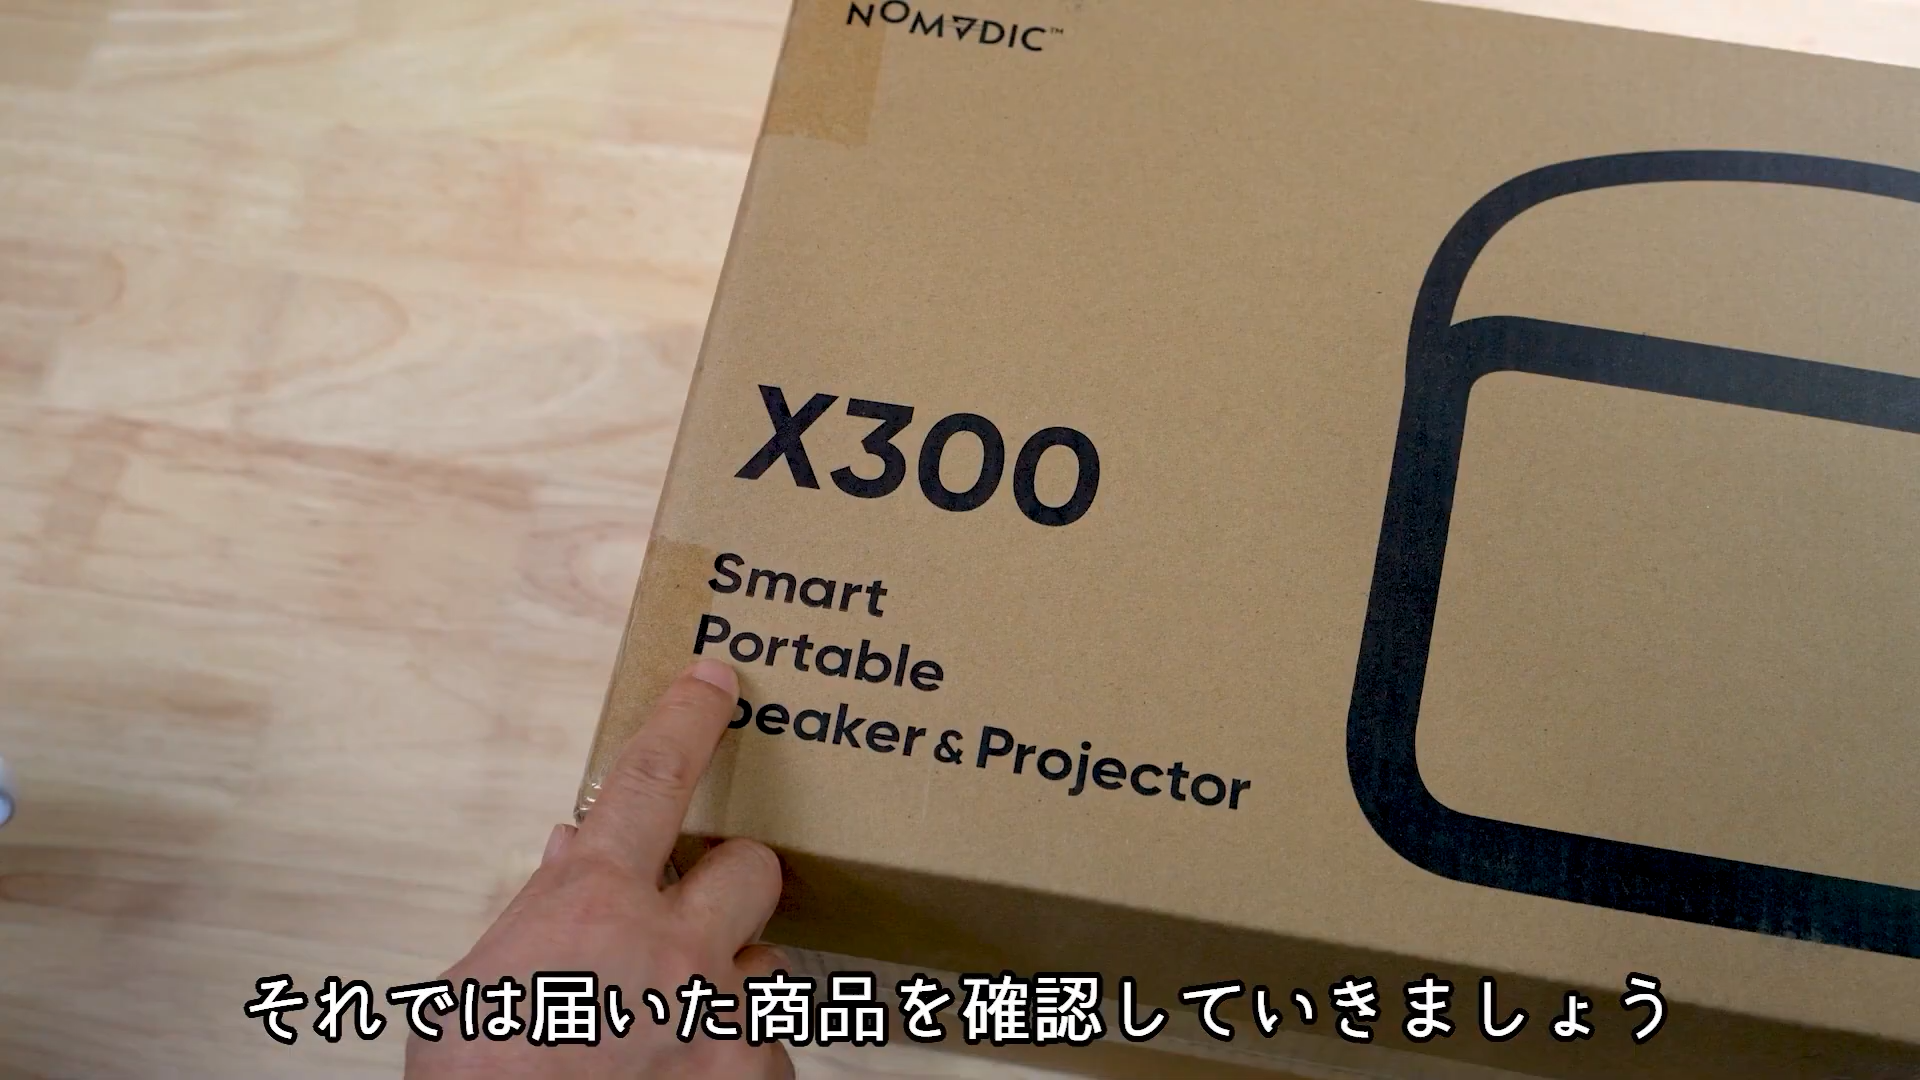 NOMADIC™
X300
Smart
Portable
peaker & Projector
それでは届いた商品を確認していきましょう